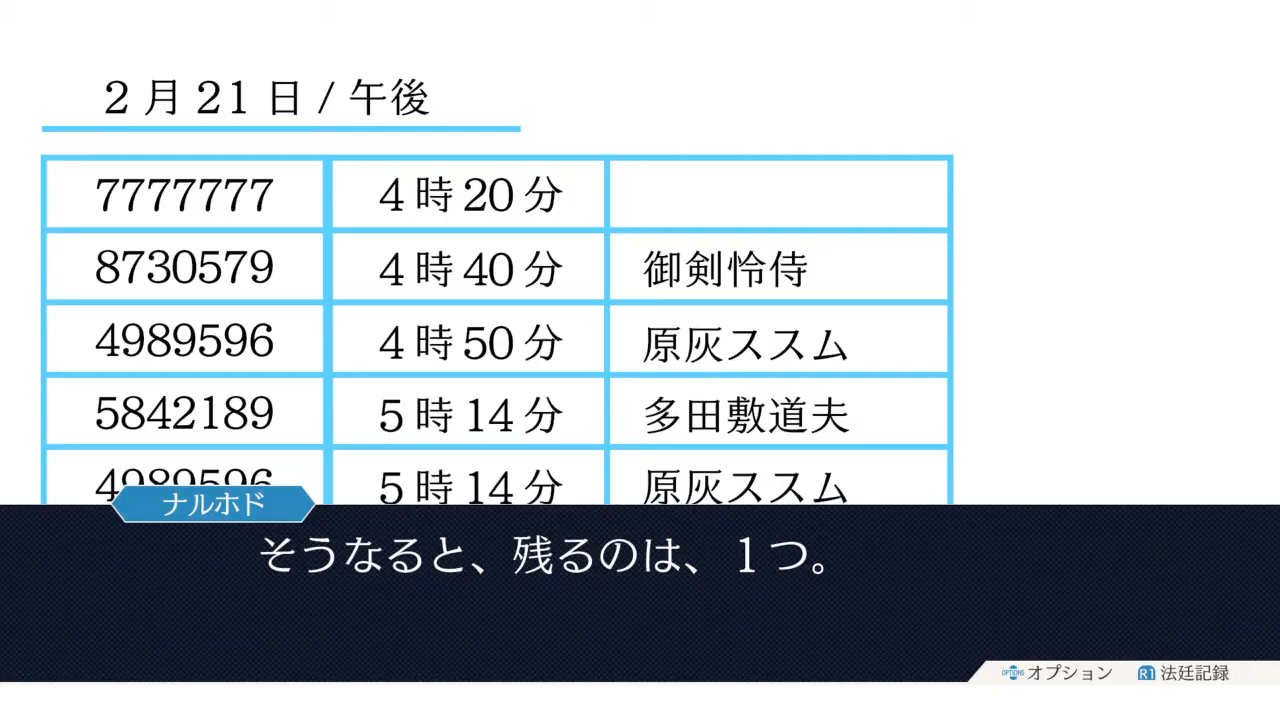 2月21日/午後
7777777 4時20分
8730579 4時40分 御剣怜侍
4989596 4時50分 原灰ススム
5842189 5時14分 多田敷道夫
4989596 5時14分 原灰ススム
ナルホド
そうなると、残るのは、1つ。
OPTIONS オプション R1 法廷記録